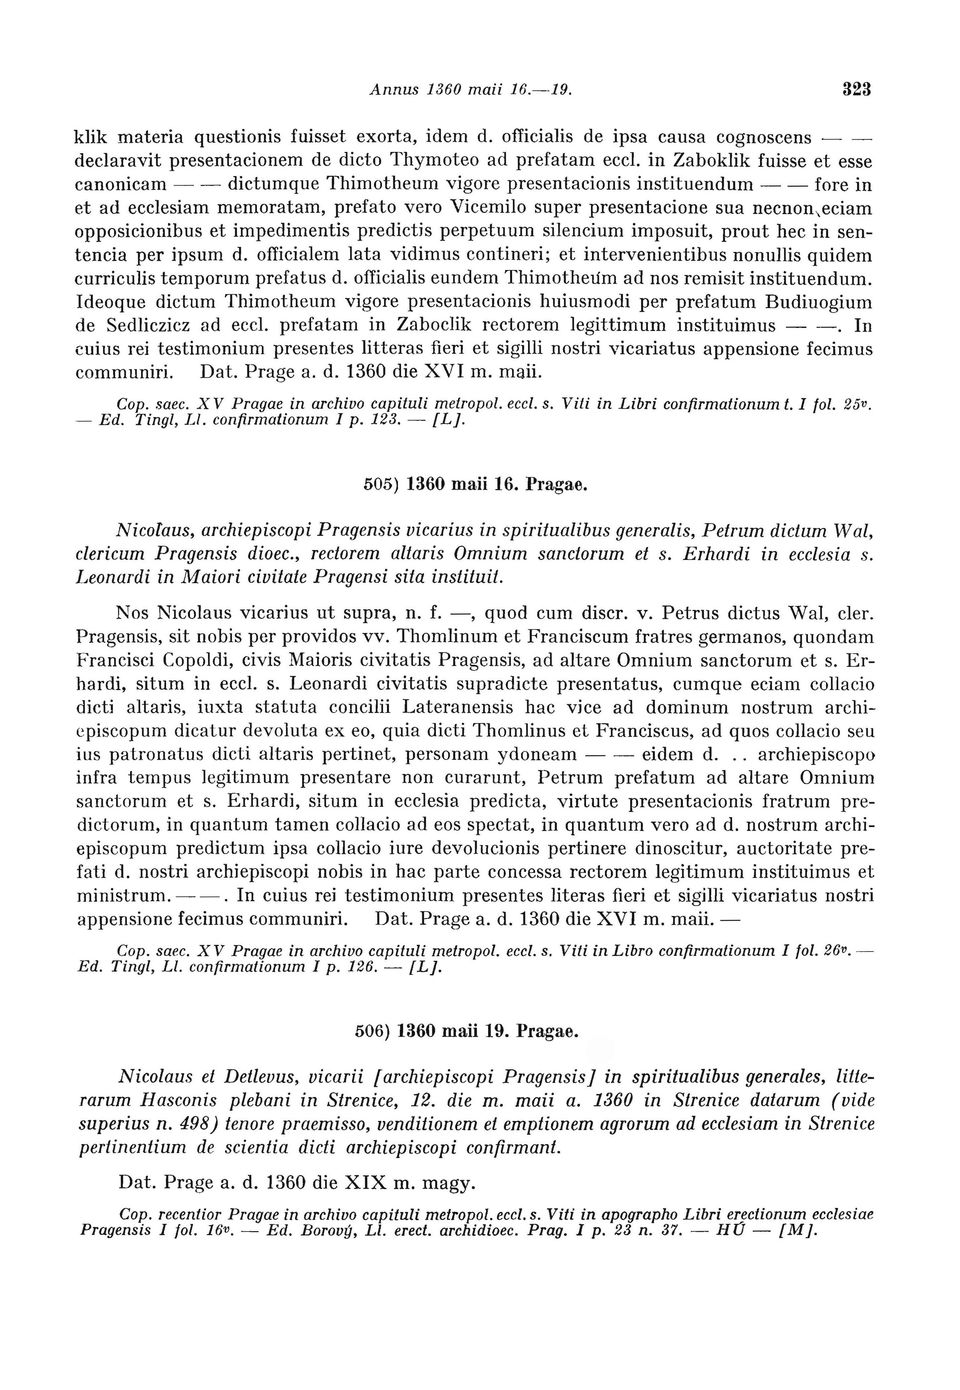 Annus 1360 maii 16.—19. 323
klik materia questionis fuisset exorta, idem d. officialis de ipsa causa cognoscens — —
declaravit presentacionem de dicto Thymoteo ad prefatam eccl. in Zaboklik fuisse et esse
canonicam — — dictumque Thimotheum vigore presentacionis instituendum — — fore in
et ad ecclesiam memoratam, prefato vero Vicemilo super presentacione sua necnon eciam
opposicionibus et impedimentis predictis perpetuum silencium imposuit, prout hec in sen-
tencia per ipsum d. officialem lata vidimus contineri; et intervenientibus nonullis quidem
curriculis temporum prefatus d. officialis eundem Thimotheum ad nos remisit instituendum.
Ideoque dictum Thimotheum vigore presentacionis huiusmodi per prefatum Budiuogium
de Sedliczicz ad eccl. prefatam in Zaboclik rectorem legittimum instituimus — —. In
cuius rei testimonium presentes litteras fieri et sigilli nostri vicariatus appensione fecimus
communiri. Dat. Prage a. d. 1360 die XVI m. maii.
Cop. saec. XV Pragae in archivo capituli metropol. eccl. s. Viti in Libri confirmationum t. I fol. 25v.
— Ed. Tingl, Ll. confirmationum I p. 123. — [L].
505) 1360 maii 16. Pragae.
Nicolaus, archiepiscopi Pragensis vicarius in spiritualibus generalis, Petrum dictum Wal,
clericum Pragensis dioec., rectorem altaris Omnium sanctorum et s. Erhardi in ecclesia s.
Leonardi in Maiori civitate Pragensi sita instituit.
Nos Nicolaus vicarius ut supra, n. f. —, quod cum discr. v. Petrus dictus Wal, cler.
Pragensis, sit nobis per providos vv. Thomlinum et Franciscum fratres germanos, quondam
Francisci Copoldi, civis Maioris civitatis Pragensis, ad altare Omnium sanctorum et s. Er-
hardi, situm in eccl. s. Leonardi civitatis supradicte presentatus, cumque eciam collacio
dicti altaris, iuxta statuta concilii Lateranensis hac vice ad dominum nostrum archi-
episcopum dicatur devoluta ex eo, quia dicti Thomlinus et Franciscus, ad quos collacio seu
ius patronatus dicti altaris pertinet, personam ydoneam — — eidem d. . . archiepiscopo
infra tempus legitimum presentare non curarunt, Petrum prefatum ad altare Omnium
sanctorum et s. Erhardi, situm in ecclesia predicta, virtute presentacionis fratrum pre-
dictorum, in quantum tamen collacio ad eos spectat, in quantum vero ad d. nostrum archi-
episcopum predictum ipsa collacio iure devolucionis pertinere dinoscitur, auctoritate pre-
fati d. nostri archiepiscopi nobis in hac parte concessa rectorem legitimum instituimus et
ministrum. — —. In cuius rei testimonium presentes literas fieri et sigilli vicariatus nostri
appensione fecimus communiri. Dat. Prage a. d. 1360 die XVI m. maii. —
Cop. saec. XV Pragae in archivo capituli metropol. eccl. s. Viti in Libro confirmationum I fol. 26v. —
Ed. Tingl, Ll. confirmationum I p. 126. — [L].
506) 1360 maii 19. Pragae.
Nicolaus et Detlevus, vicarii [archiepiscopi Pragensis] in spiritualibus generales, litte-
rarum Hasconis plebani in Strenice, 12. die m. maii a. 1360 in Strenice datarum (vide
superius n. 498) tenore praemisso, venditionem et emptionem agrorum ad ecclesiam in Strenice
pertinentium de scientia dicti archiepiscopi confirmant.
Dat. Prage a. d. 1360 die XIX m. magy.
Cop. recentior Pragae in archivo capituli metropol. eccl. s. Viti in apographo Libri erectionum ecclesiae
Pragensis I fol. 16v. — Ed. Borový, Ll. erect. archidioec. Prag. I p. 23 n. 37. — HÚ — [M].